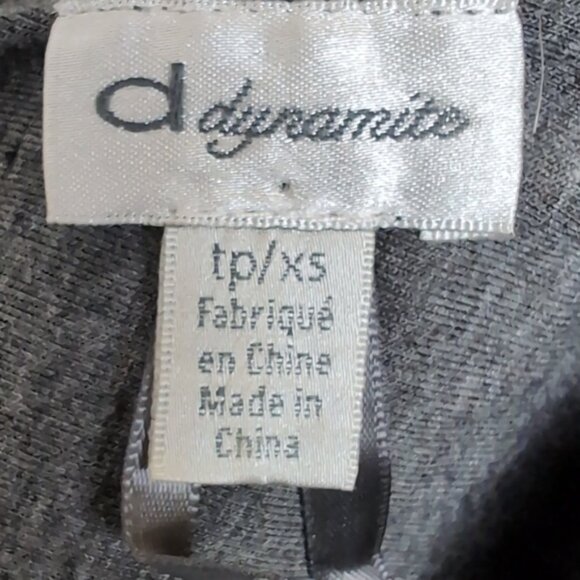 d dynamite
tp/xs
Fabriqué
en Chine
Made in
China